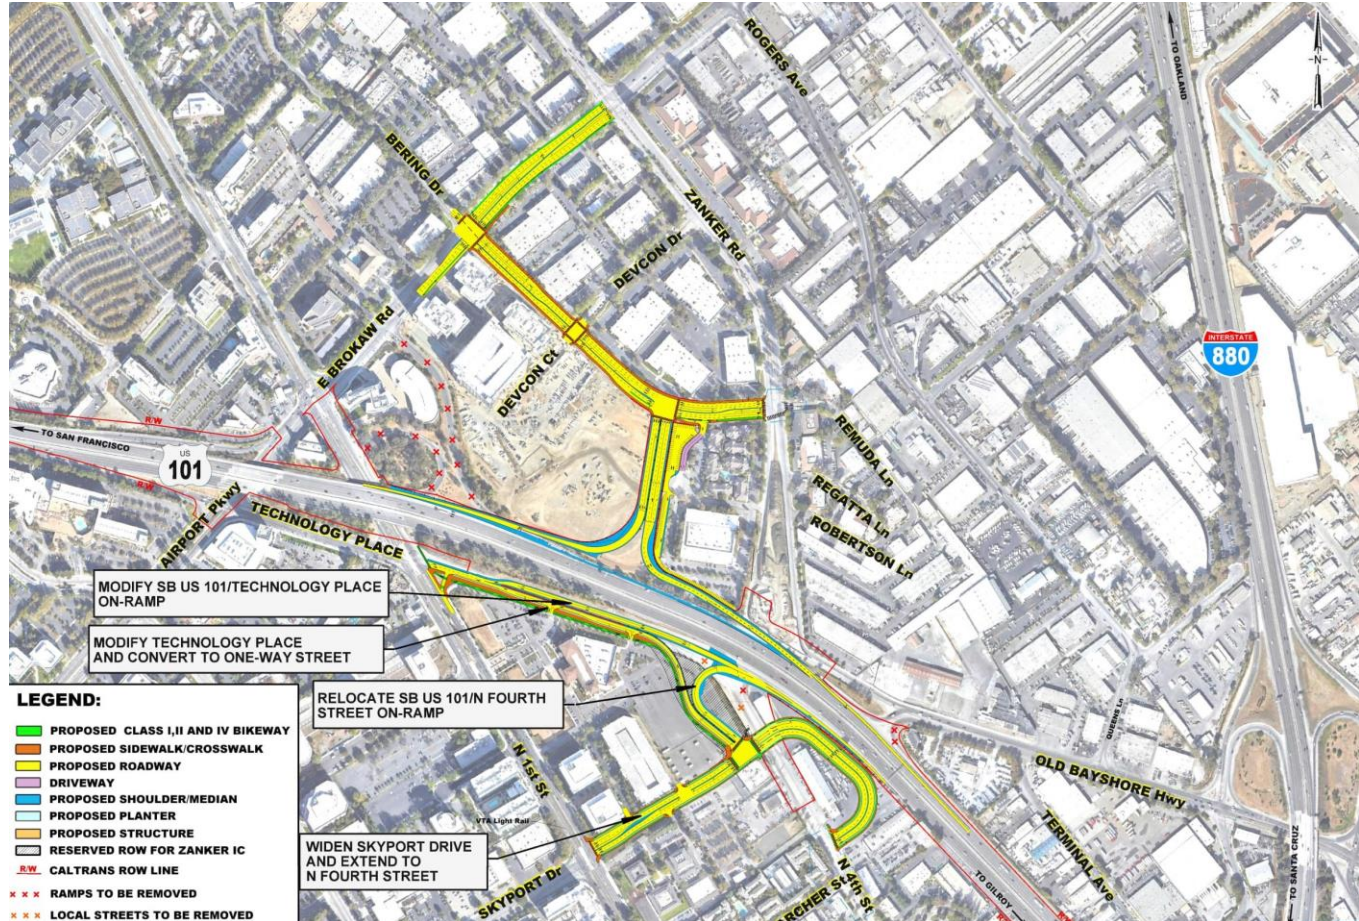 ROGERS Ave
N
TO OAKLAND
BERING Dr
ZANKER Rd
DEVCON Dr
E BROKAW Rd
DEVCON Ct
INTERSTATE
880
R/W
TO SAN FRANCISCO
US
101
R/W
AIRPORT Pkwy
TECHNOLOGY PLACE
REMUDA Ln
REGATTA Ln
ROBERTSON Ln
MODIFY SB US 101/TECHNOLOGY PLACE
ON-RAMP
MODIFY TECHNOLOGY PLACE
AND CONVERT TO ONE-WAY STREET
RELOCATE SB US 101/N FOURTH
STREET ON-RAMP
QUEENS Ln
OLD BAYSHORE Hwy
N 1st St
VTA Light Rail
WIDEN SKYPORT DRIVE
AND EXTEND TO
N FOURTH STREET
SKYPORT Dr
ARCHER St
N 4th St
TERMINAL Ave
TO GILROY
R/W
TO SANTA CRUZ
LEGEND:
PROPOSED CLASS I,II AND IV BIKEWAY
PROPOSED SIDEWALK/CROSSWALK
PROPOSED ROADWAY
DRIVEWAY
PROPOSED SHOULDER/MEDIAN
PROPOSED PLANTER
PROPOSED STRUCTURE
RESERVED ROW FOR ZANKER IC
R/W CALTRANS ROW LINE
RAMPS TO BE REMOVED
LOCAL STREETS TO BE REMOVED